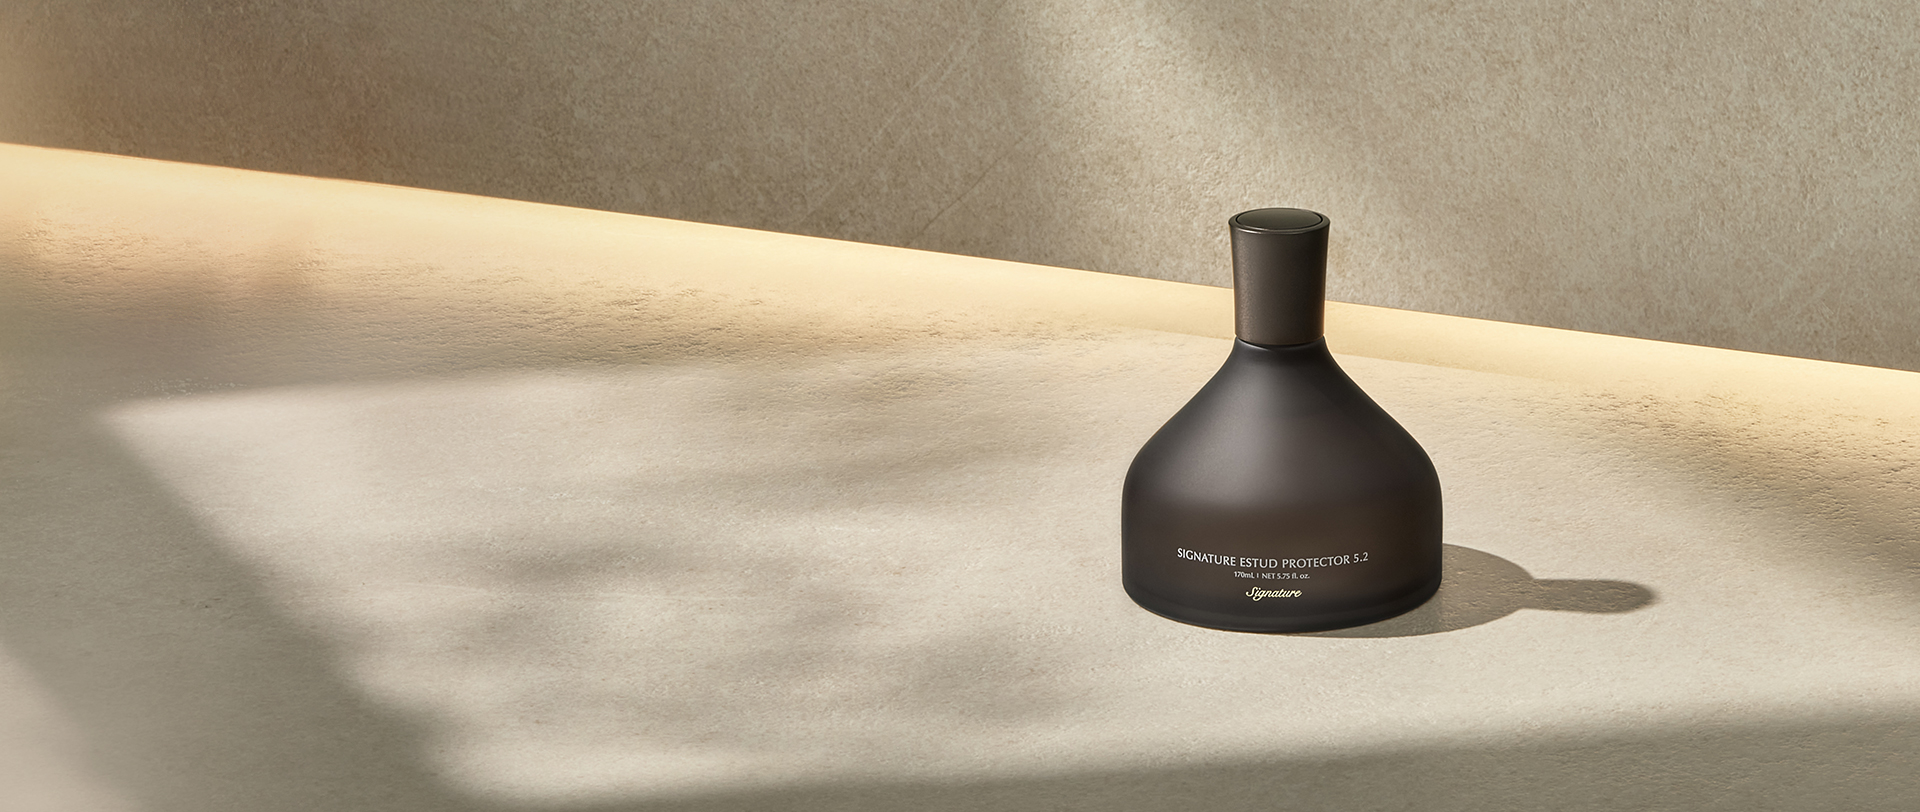 SIGNATURE ESTUD PROTECTOR 5.2
170mL | NET 5.75 fl. oz.
Signature